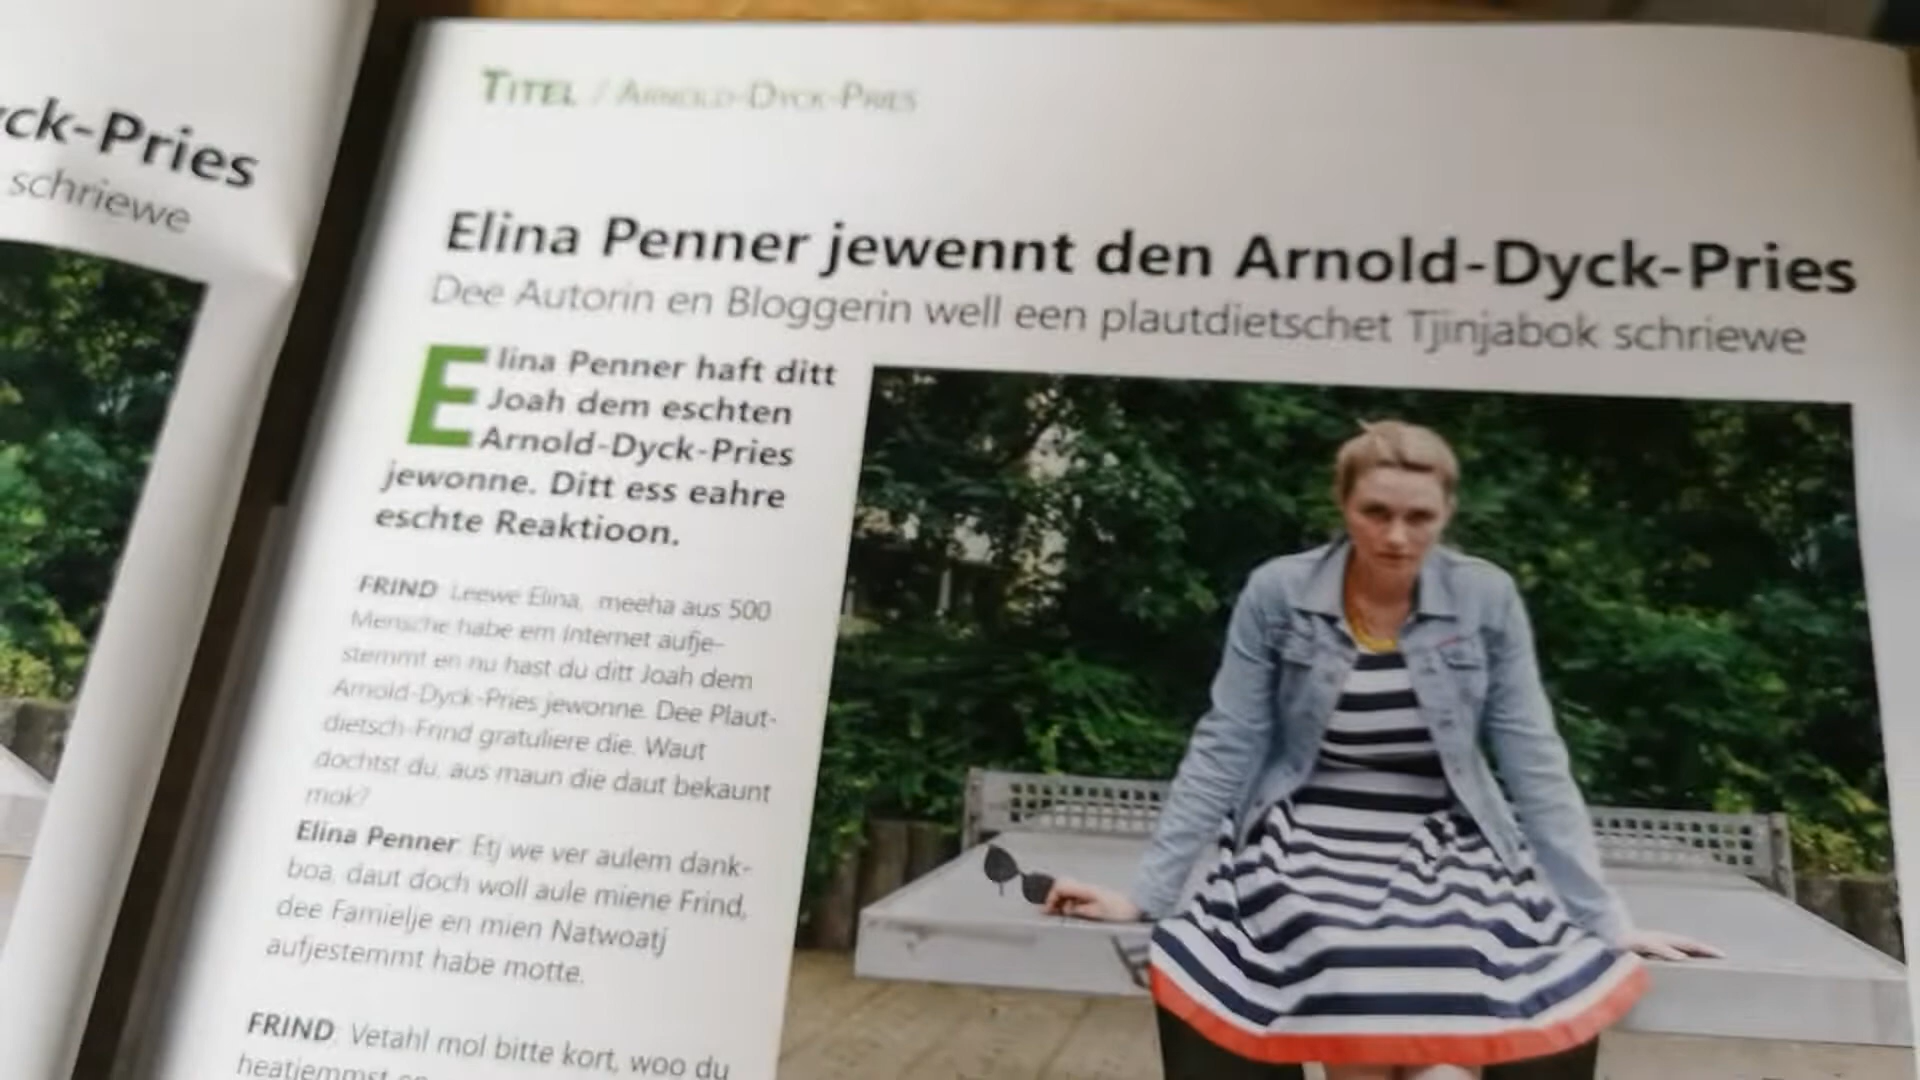 yck-Pries
schriewe
TITEL / ARNOLD-DYCK-PRIES
Elina Penner jewennt den Arnold-Dyck-Pries
Dee Autorin en Bloggerin well een plautdietschet Tjinjabok schriewe
Elina Penner haft ditt
Joah dem eschten
Arnold-Dyck-Pries
jewonne. Ditt ess eahre
eschte Reaktioon.
FRIND: Leewe Elina, meeha aus 500
Mensche habe em Internet aufje-
stemmt en nu hast du ditt Joah dem
Arnold-Dyck-Pries jewonne. Dee Plaut-
dietsch-Frind gratuliere die. Waut
dochtst du, aus maun die daut bekaunt
mok?
Elina Penner: Etj we ver aulem dank-
boa, daut doch woll aule miene Frind,
dee Famielje en mien Natwoatj
aufjestemmt habe motte.
FRIND: Vetahl mol bitte kort, woo du
heatjemmst